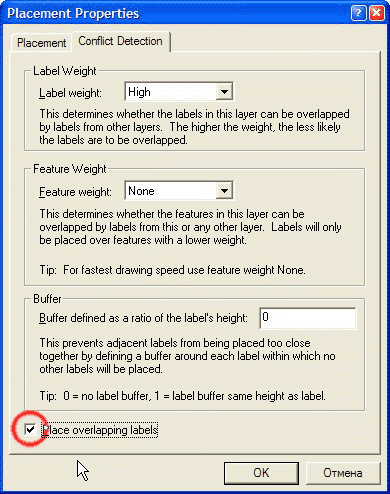 Placement Properties
Placement
Conflict Detection
Label Weight
Label weight:
High
This determines whether the labels in this layer can be overlapped
by labels from other layers. The higher the weight, the less likely
the labels are to be overlapped.
Feature Weight
Feature weight:
None
This determines whether the features in this layer can be
overlapped by labels from this or any other layer. Labels will only
be placed over features with a lower weight.
Tip: For fastest drawing speed use feature weight None.
Buffer
Buffer defined as a ratio of the label's height:
0
This prevents adjacent labels from being placed too close
together by defining a buffer around each label within which no
other labels will be placed.
Tip: 0 = no label buffer, 1 = label buffer same height as label.
Place overlapping labels
OK
Отмена